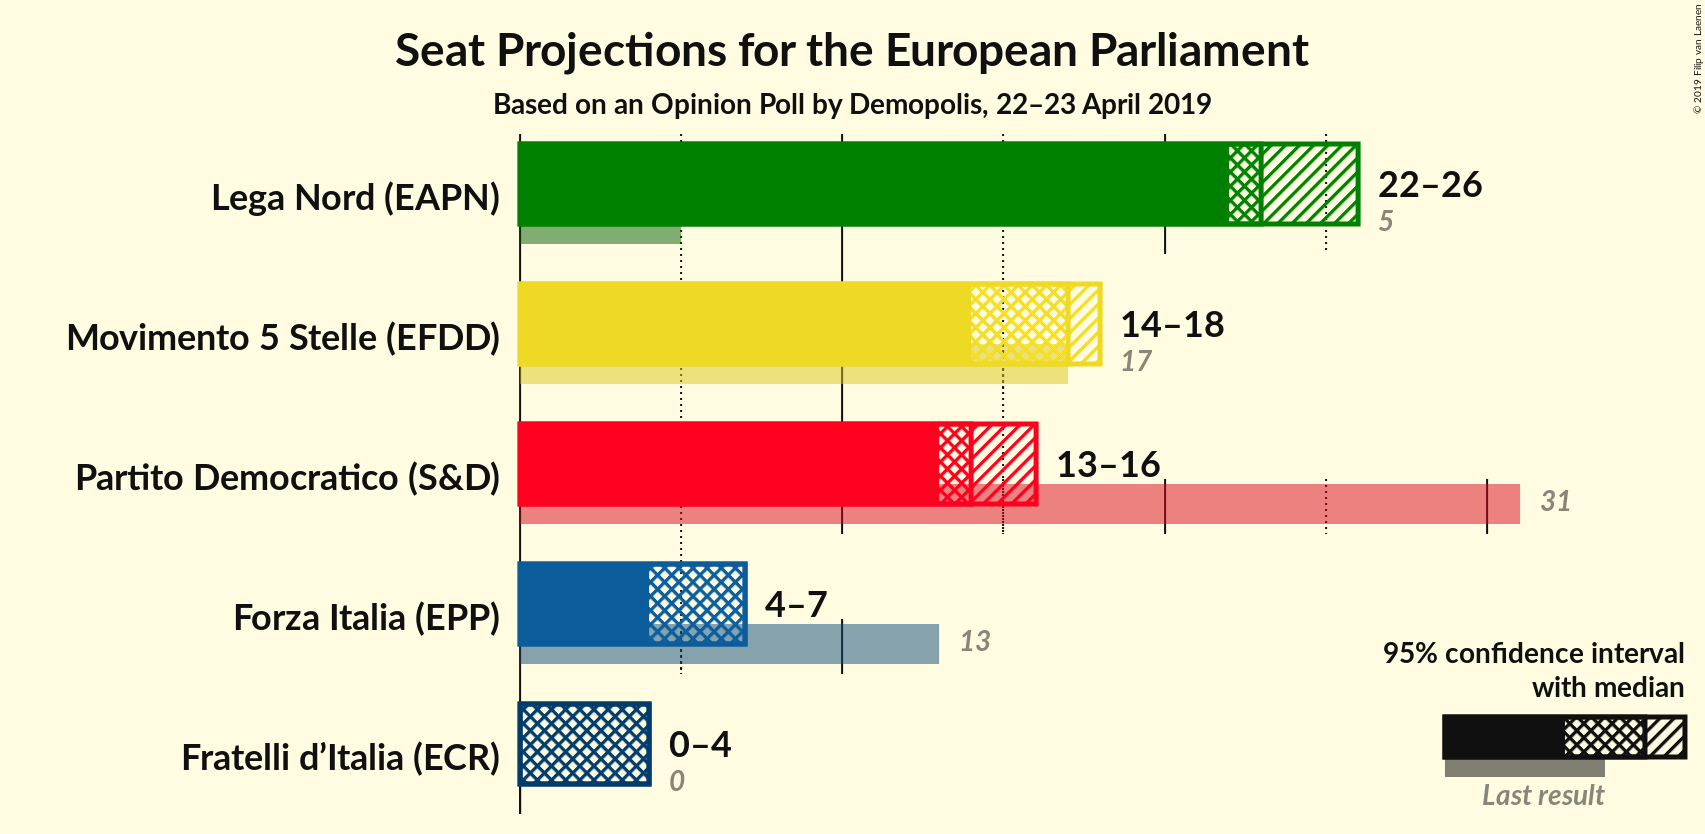 Seat Projections for the European Parliament
Based on an Opinion Poll by Demopolis, 22–23 April 2019
© 2019 Filip van Laenen
Lega Nord (EAPN)
22–26
5
Movimento 5 Stelle (EFDD)
14–18
17
Partito Democratico (S&D)
13–16
31
Forza Italia (EPP)
4–7
13
Fratelli d’Italia (ECR)
0–4
0
95% confidence interval
with median
Last result